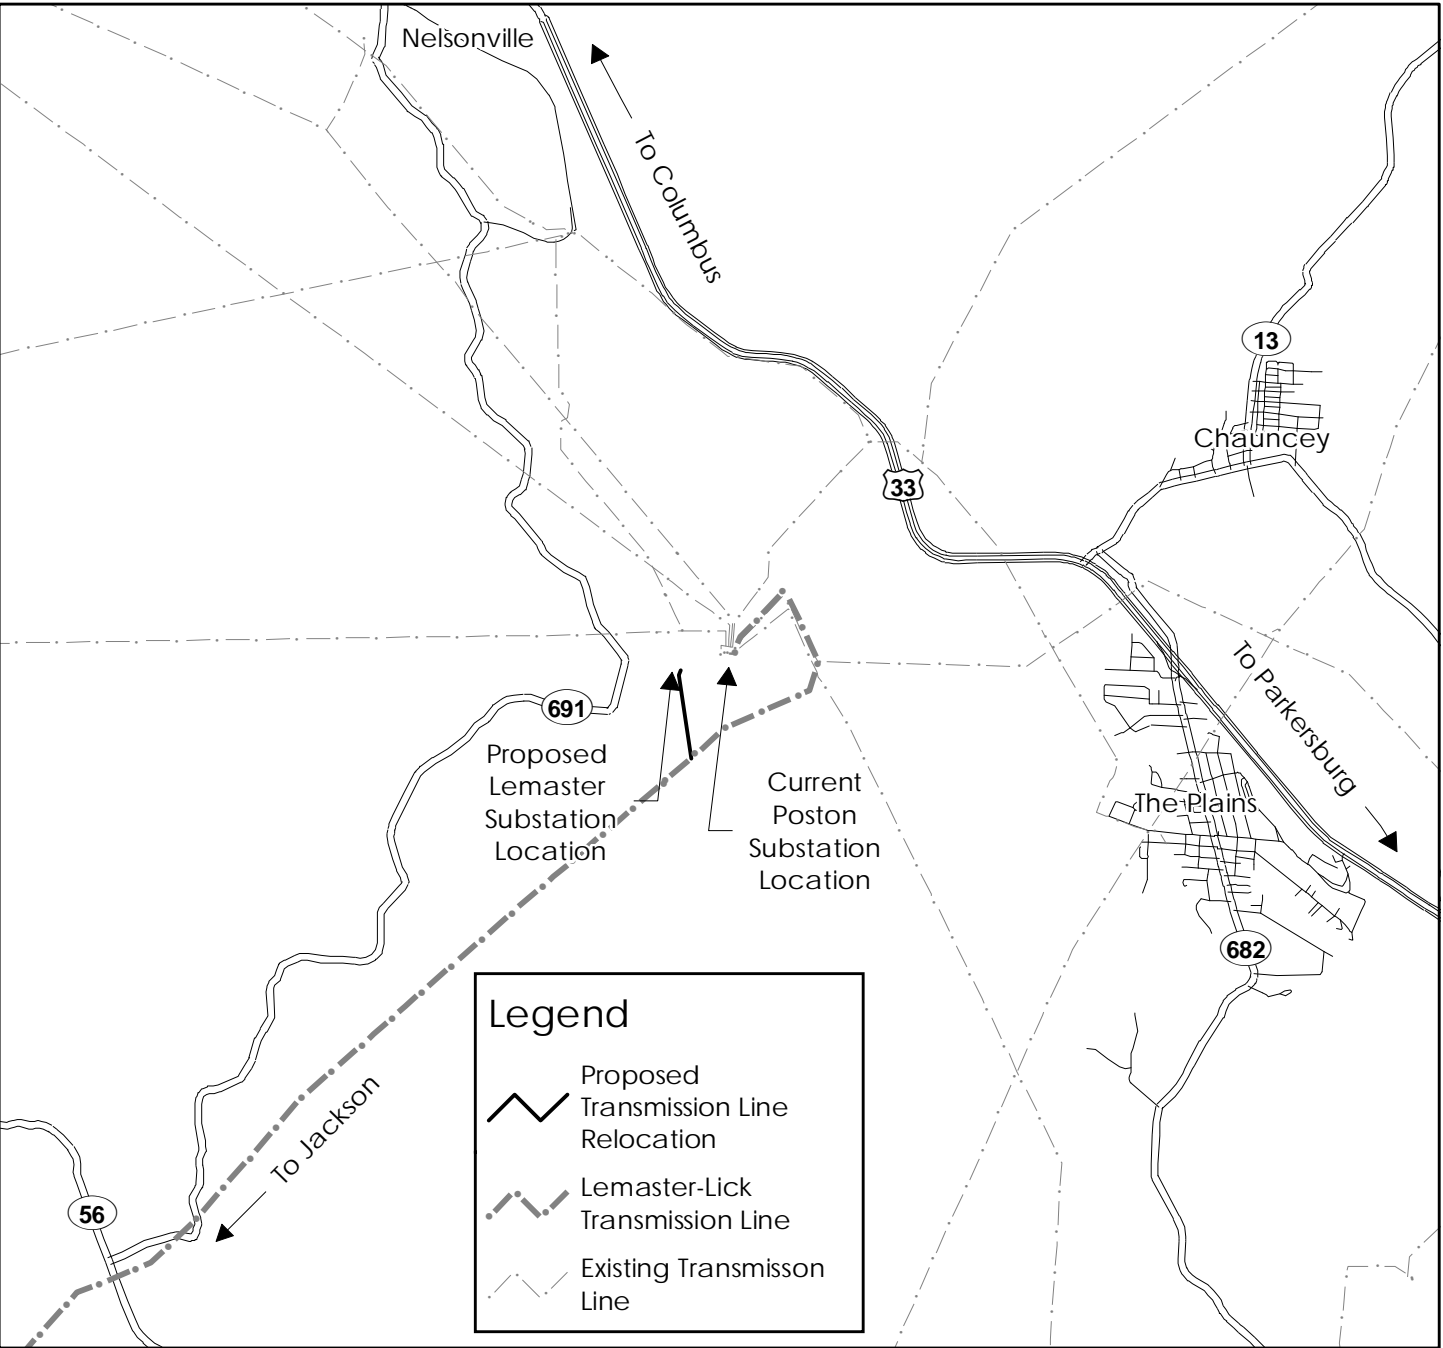 Nelsonville
To Columbus
13
Chauncey
33
691
To Parkersburg
Proposed
Lemaster
Substation
Location
Current
Poston
Substation
Location
The Plains
682
Legend
Proposed
Transmission Line
Relocation
Lemaster-Lick
Transmission Line
Existing Transmisson
Line
To Jackson
56